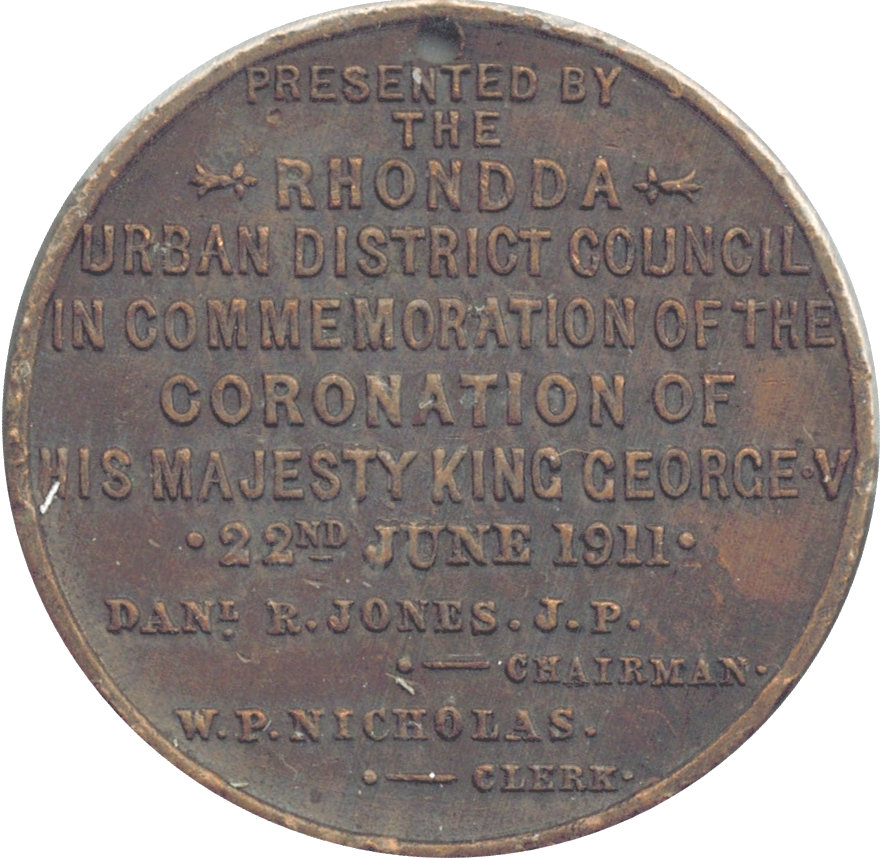 PRESENTED BY
THE
RHONDDA
URBAN DISTRICT COUNCIL
IN COMMEMORATION OF THE
CORONATION OF
HIS MAJESTY KING GEORGE·V
·22ND JUNE 1911·
DANL. R. JONES. J. P.
·— CHAIRMAN·
W. P. NICHOLAS.
·— CLERK·